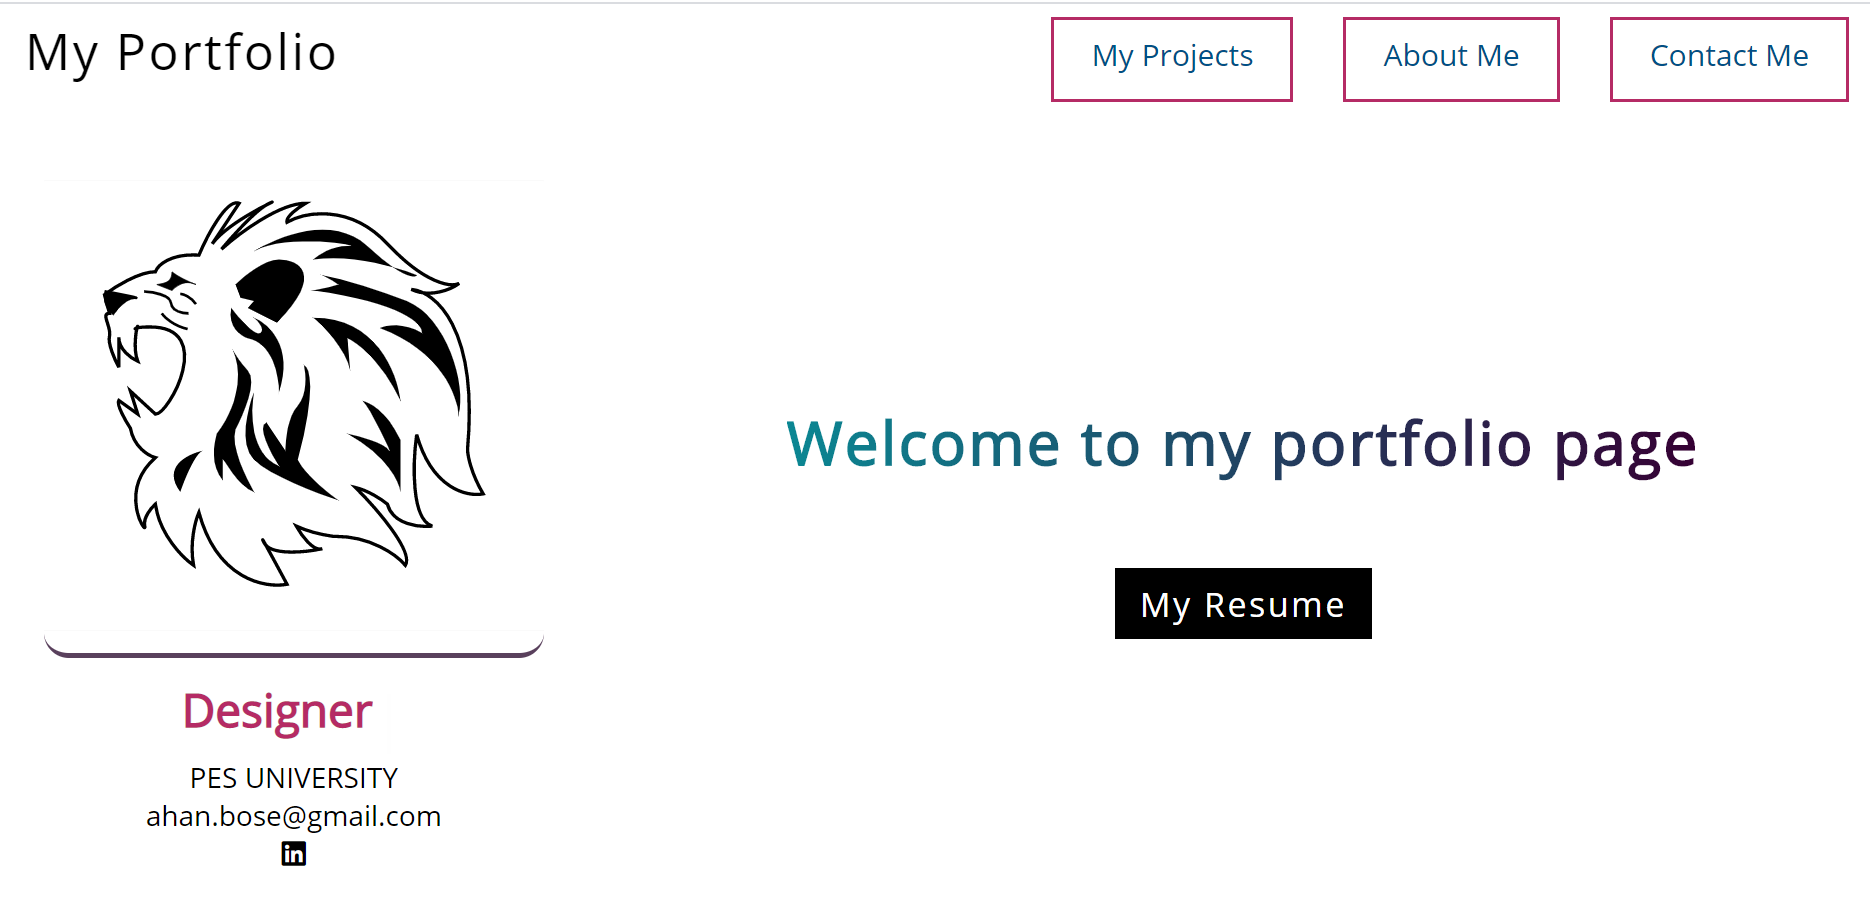 My Portfolio
My Projects
About Me
Contact Me
Welcome to my portfolio page
My Resume
Designer
PES UNIVERSITY
ahan.bose@gmail.com
in